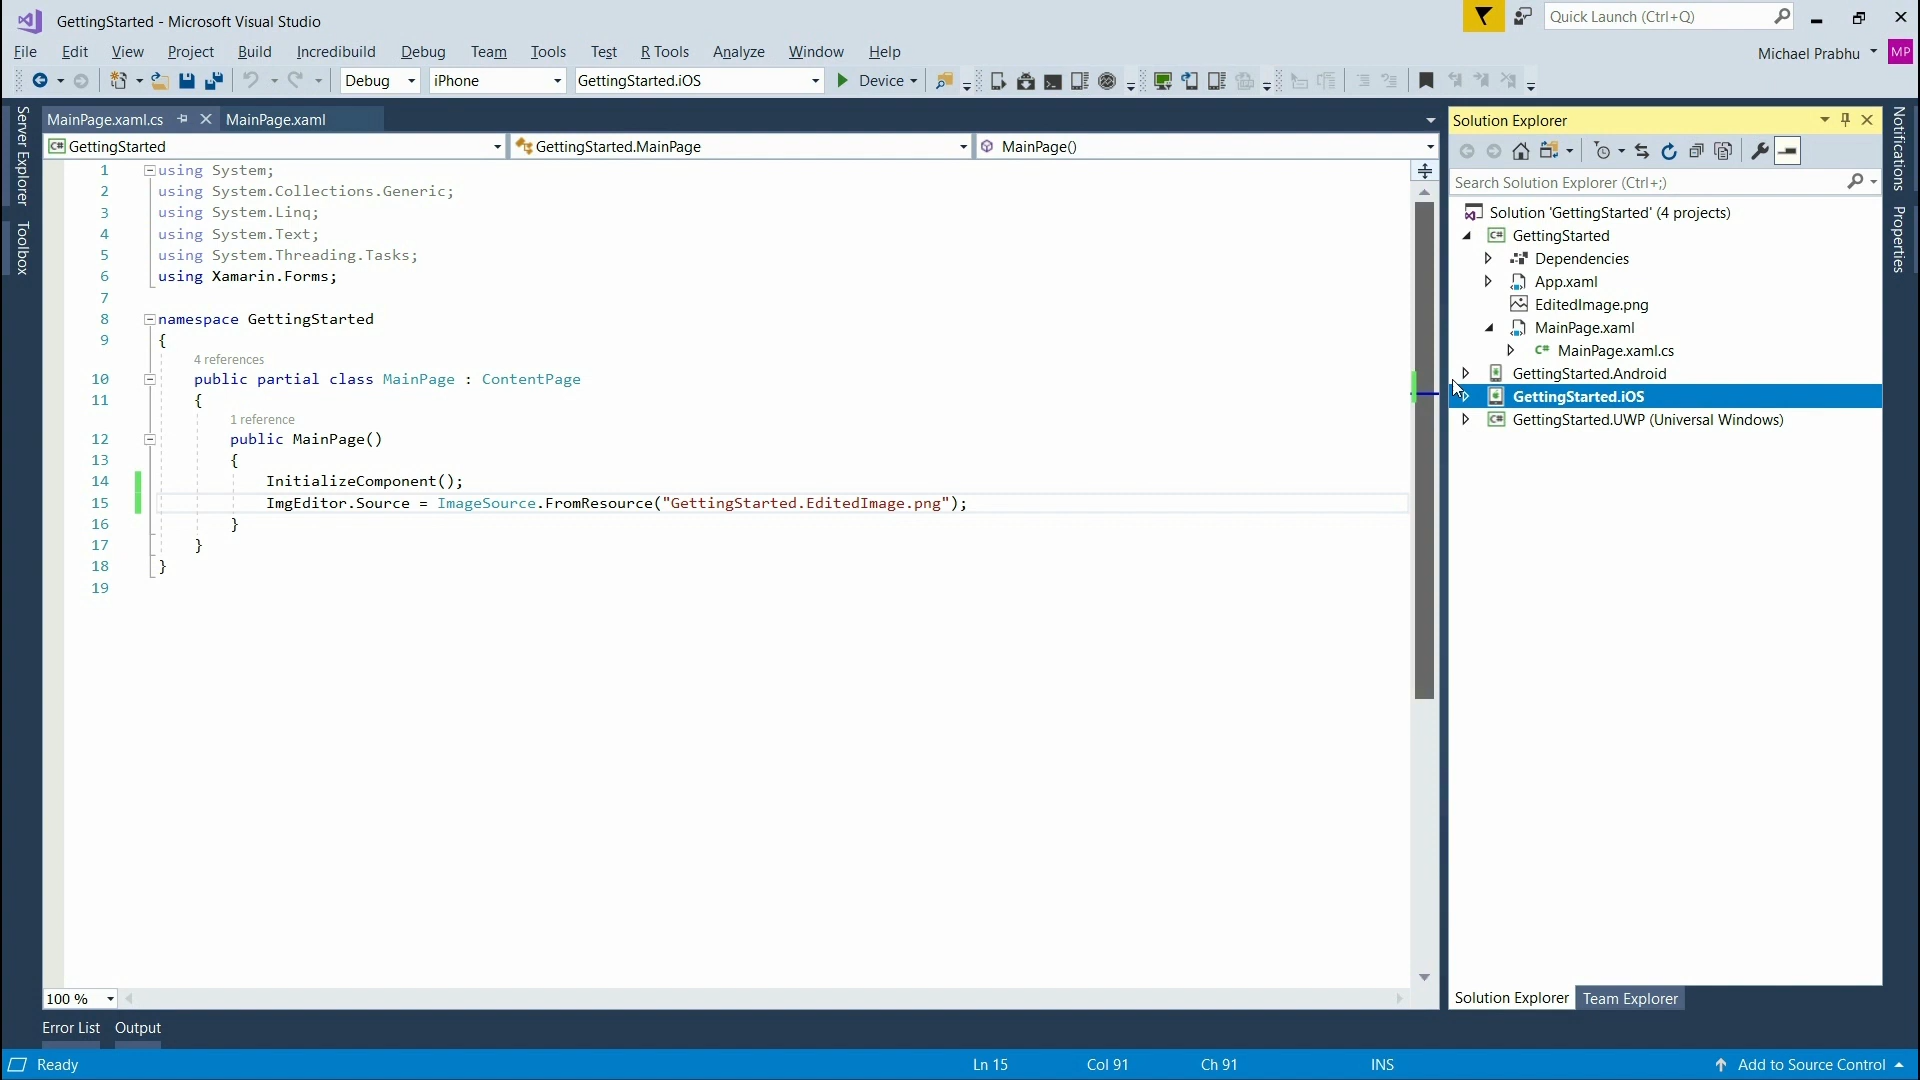 GettingStarted - Microsoft Visual Studio
Quick Launch (Ctrl+Q)
File Edit View Project Build Incredibuild Debug Team Tools Test R Tools Analyze Window Help
Michael Prabhu MP
Debug iPhone GettingStarted.iOS Device
Server Explorer
Toolbox
MainPage.xaml.cs MainPage.xaml
C# GettingStarted GettingStarted.MainPage MainPage()
1 using System;
2 using System.Collections.Generic;
3 using System.Linq;
4 using System.Text;
5 using System.Threading.Tasks;
6 using Xamarin.Forms;
7
8 namespace GettingStarted
9 {
4 references
10 public partial class MainPage : ContentPage
11 {
1 reference
12 public MainPage()
13 {
14 InitializeComponent();
15 ImgEditor.Source = ImageSource.FromResource("GettingStarted.EditedImage.png");
16 }
17 }
18 }
19
100 %
Solution Explorer
Search Solution Explorer (Ctrl+;)
Solution 'GettingStarted' (4 projects)
C# GettingStarted
Dependencies
App.xaml
EditedImage.png
MainPage.xaml
C# MainPage.xaml.cs
GettingStarted.Android
GettingStarted.iOS
C# GettingStarted.UWP (Universal Windows)
Solution Explorer Team Explorer
Notifications
Properties
Error List Output
Ready Ln 15 Col 91 Ch 91 INS Add to Source Control